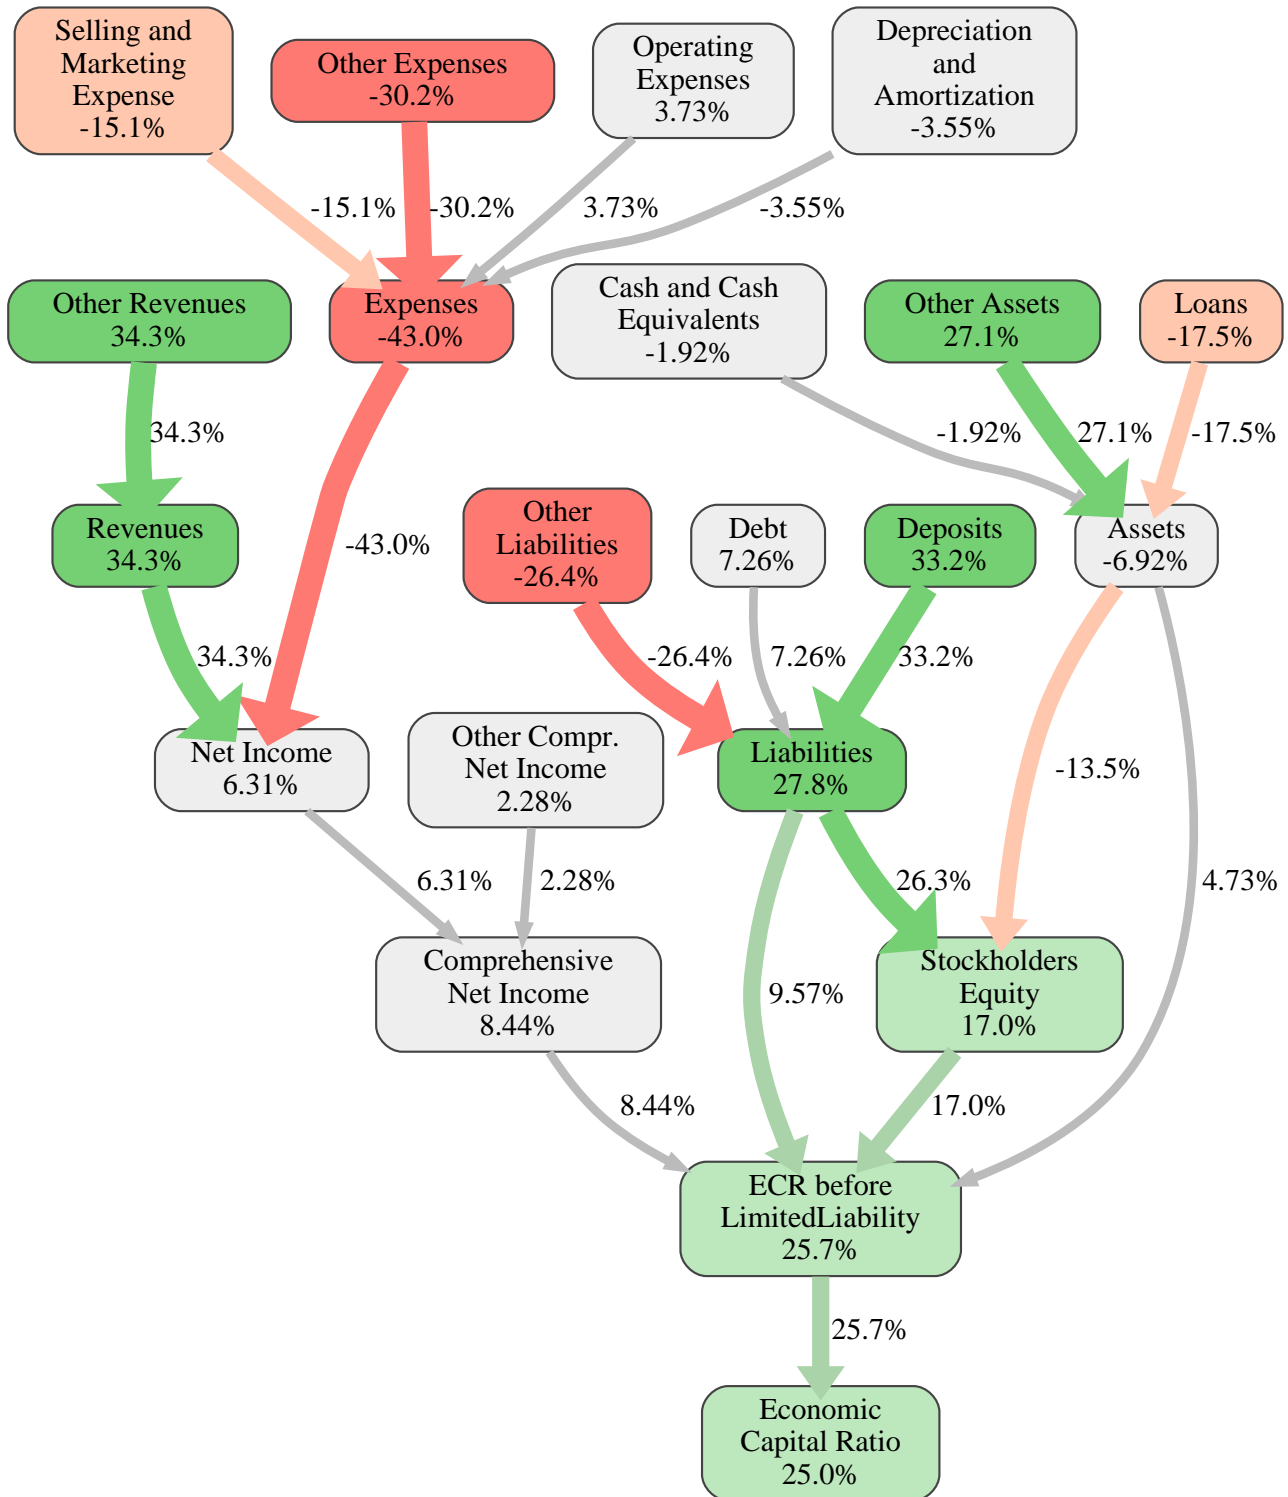 Selling and
Marketing
Expense
-15.1%
Other Expenses
-30.2%
Operating
Expenses
3.73%
Depreciation
and
Amortization
-3.55%
-15.1%
-30.2%
3.73%
-3.55%
Other Revenues
34.3%
Expenses
-43.0%
Cash and Cash
Equivalents
-1.92%
Other Assets
27.1%
Loans
-17.5%
34.3%
-43.0%
-1.92%
27.1%
-17.5%
Revenues
34.3%
Other
Liabilities
-26.4%
Debt
7.26%
Deposits
33.2%
Assets
-6.92%
34.3%
-26.4%
7.26%
33.2%
-13.5%
4.73%
Net Income
6.31%
Other Compr.
Net Income
2.28%
Liabilities
27.8%
6.31%
2.28%
26.3%
9.57%
Comprehensive
Net Income
8.44%
Stockholders
Equity
17.0%
8.44%
17.0%
ECR before
LimitedLiability
25.7%
25.7%
Economic
Capital Ratio
25.0%